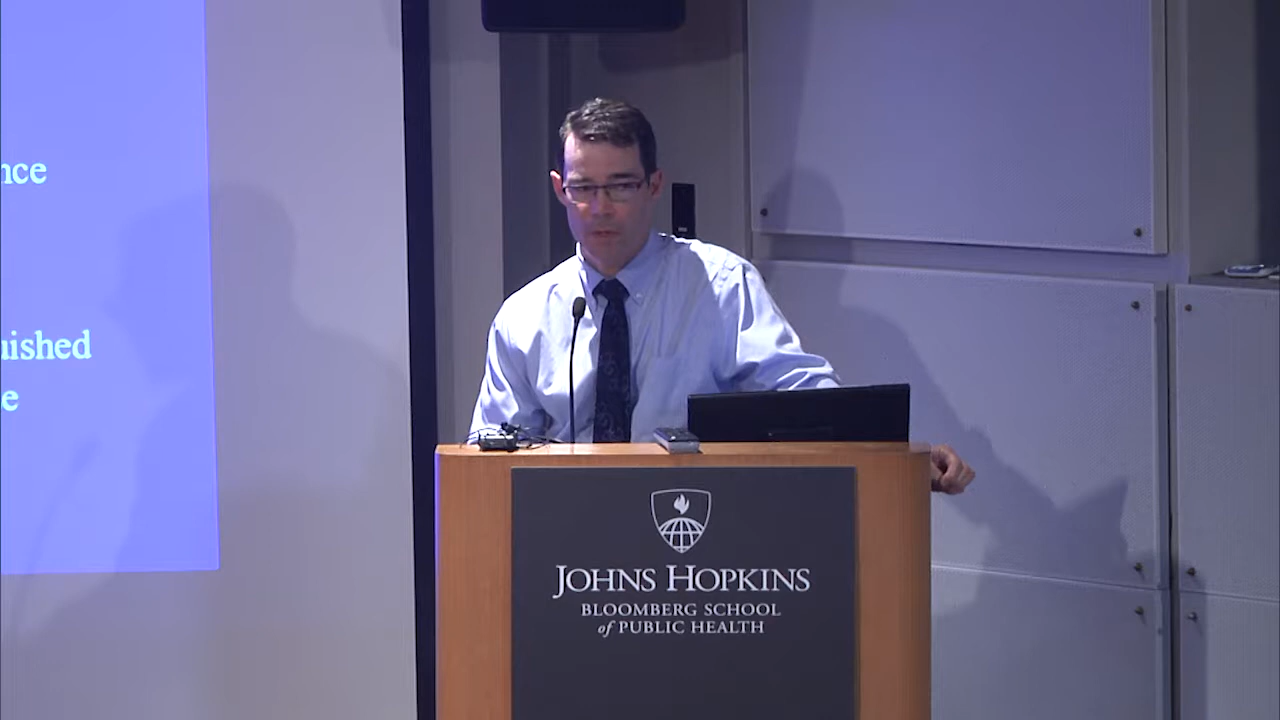 nce
uished
e
JOHNS HOPKINS
BLOOMBERG SCHOOL
of PUBLIC HEALTH